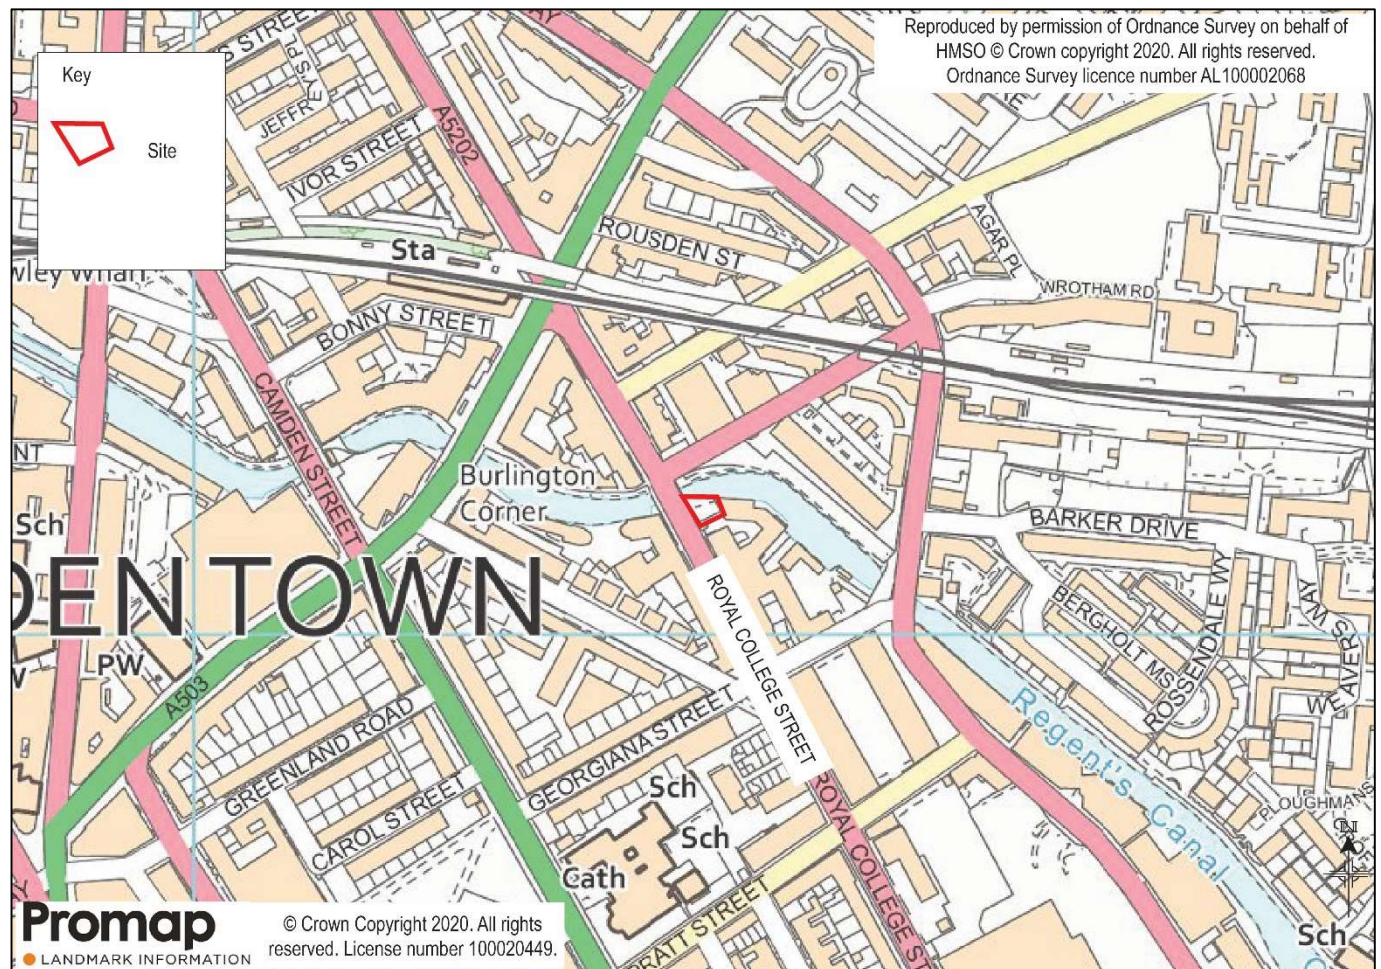 Reproduced by permission of Ordnance Survey on behalf of
HMSO © Crown copyright 2020. All rights reserved.
Ordnance Survey licence number AL100002068
Key
Site
JEFFREY'S P
IVOR STREET
A5202
Sta
ROUSDEN ST
AGAR PL
WROTHAM RD
BONNY STREET
CAMDEN STREET
Burlington
Corner
BARKER DRIVE
Sch
DEN TOWN
ROYAL COLLEGE STREET
BERGHOLT MS
ROSSENDALE WY
WEAVERS WAY
PW
A503
Regent's Canal
GREENLAND ROAD
GEORGIANA STREET
CAROL STREET
Sch
Sch
ROYAL COLLEGE ST
Cath
PRATT STREET
N
Sch
Promap
LANDMARK INFORMATION
© Crown Copyright 2020. All rights
reserved. License number 100020449.